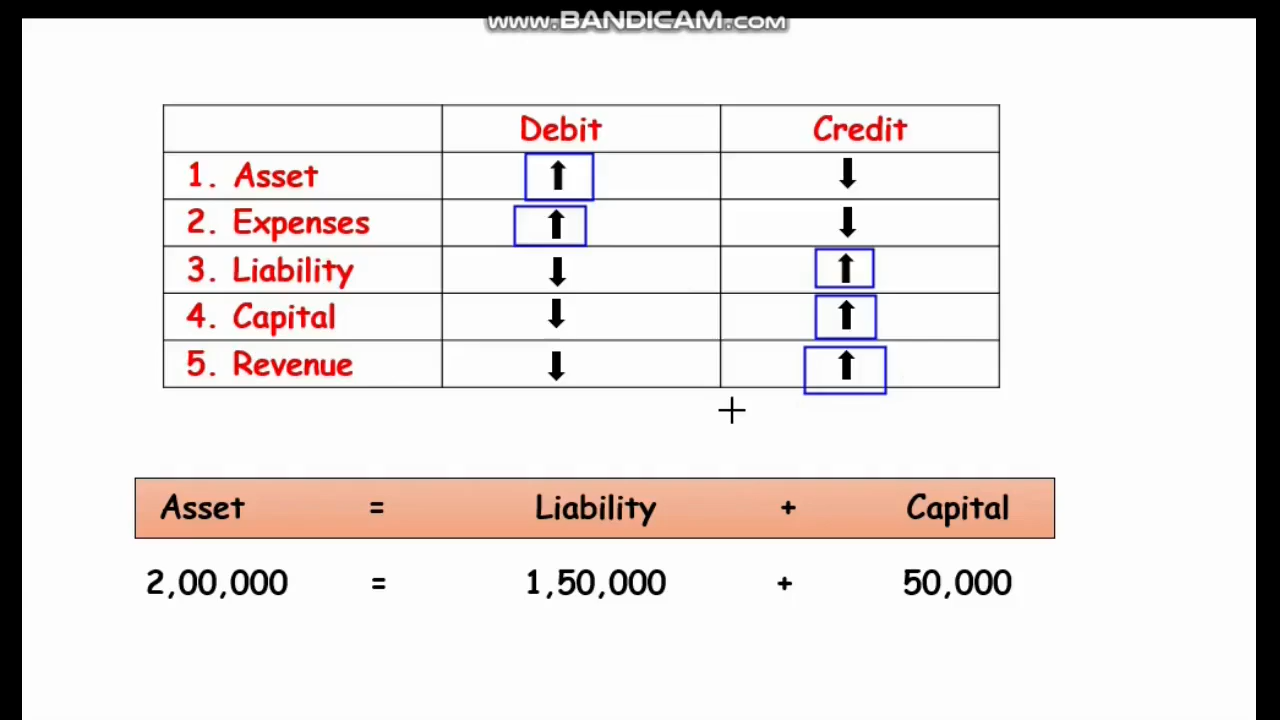 www.BANDICAM.com
Debit Credit
1. Asset ⬆ ⬇
2. Expenses ⬆ ⬇
3. Liability ⬇ ⬆
4. Capital ⬇ ⬆
5. Revenue ⬇ ⬆
Asset = Liability + Capital
2,00,000 = 1,50,000 + 50,000